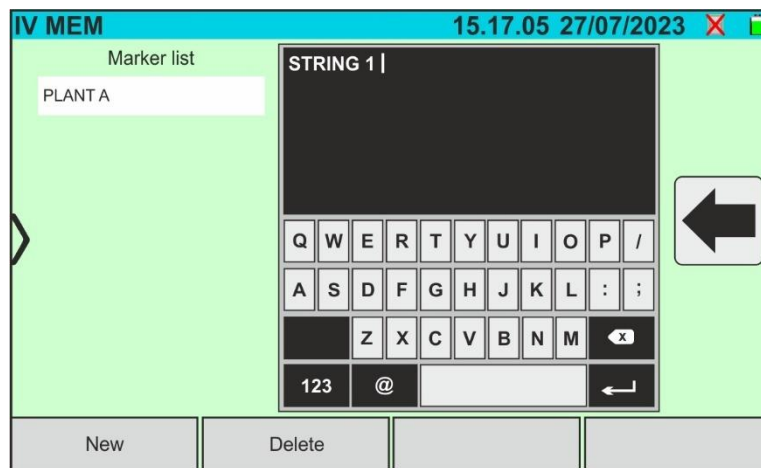 IV MEM 15.17.05 27/07/2023
Marker list
PLANT A
STRING 1
Q W E R T Y U I O P /
A S D F G H J K L : ;
Z X C V B N M x
123 @
New Delete